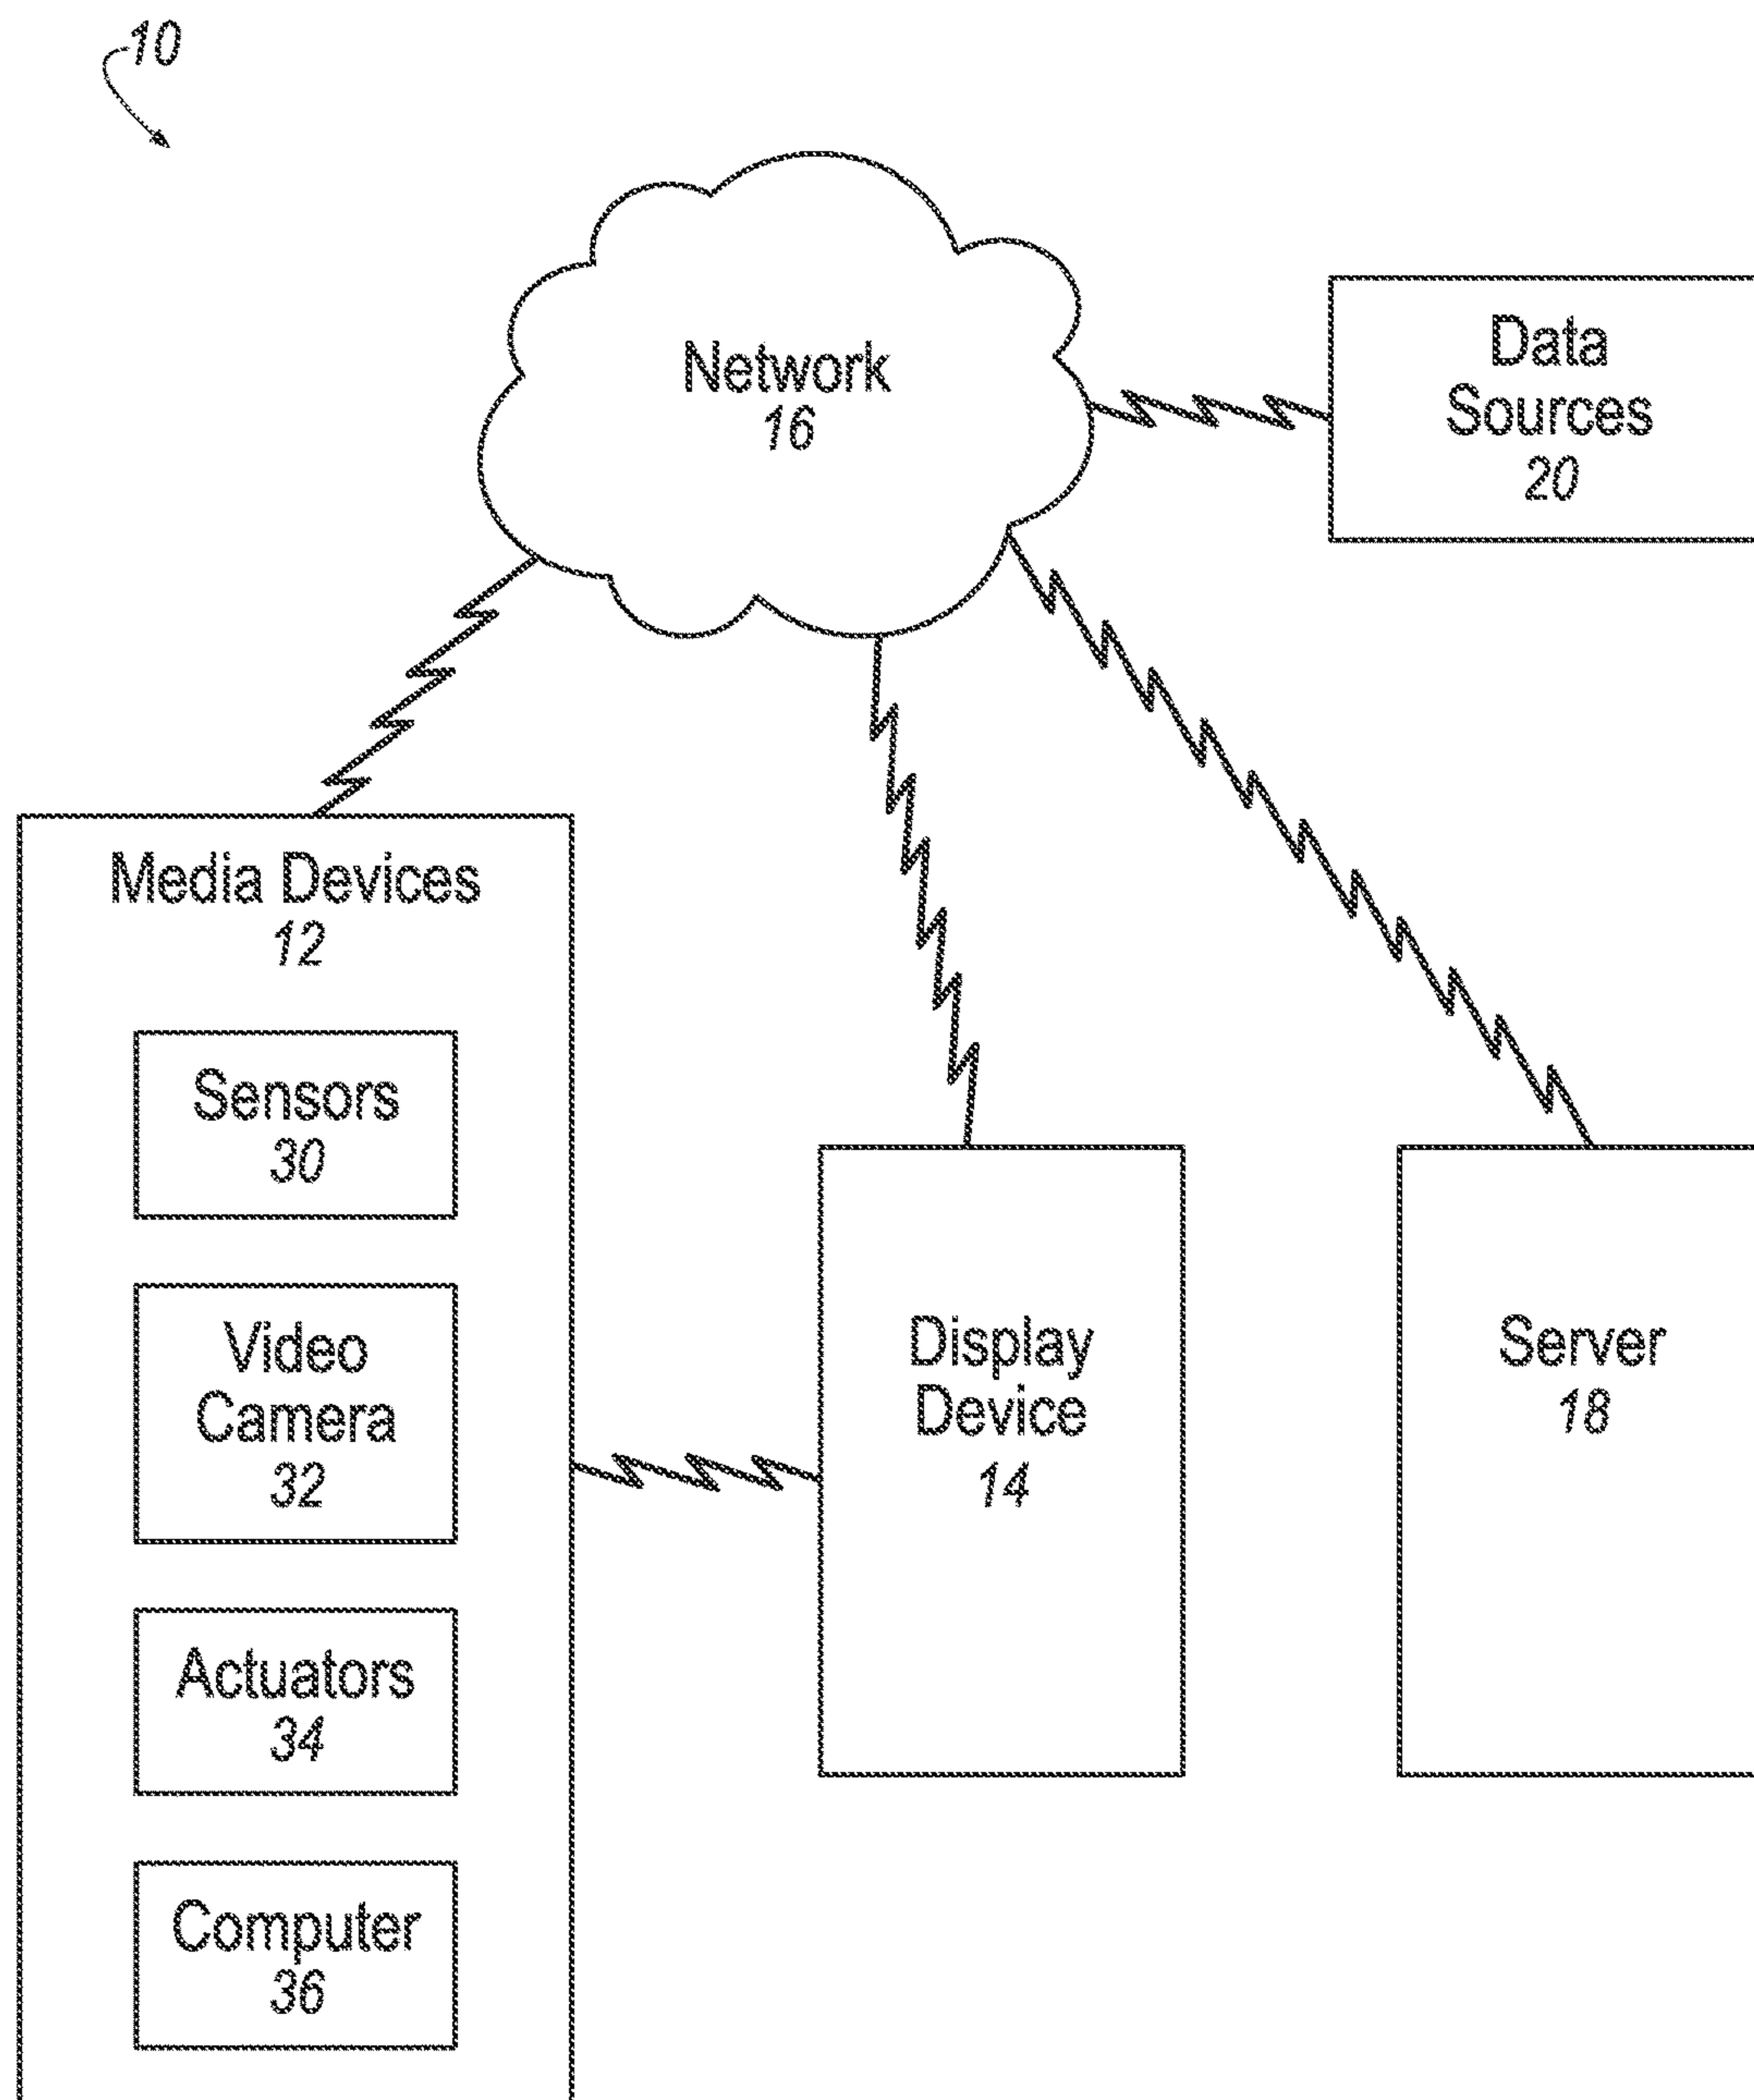 10
Network
16
Data
Sources
20
Media Devices
12
Sensors
30
Video
Camera
32
Actuators
34
Computer
36
Display
Device
14
Server
18